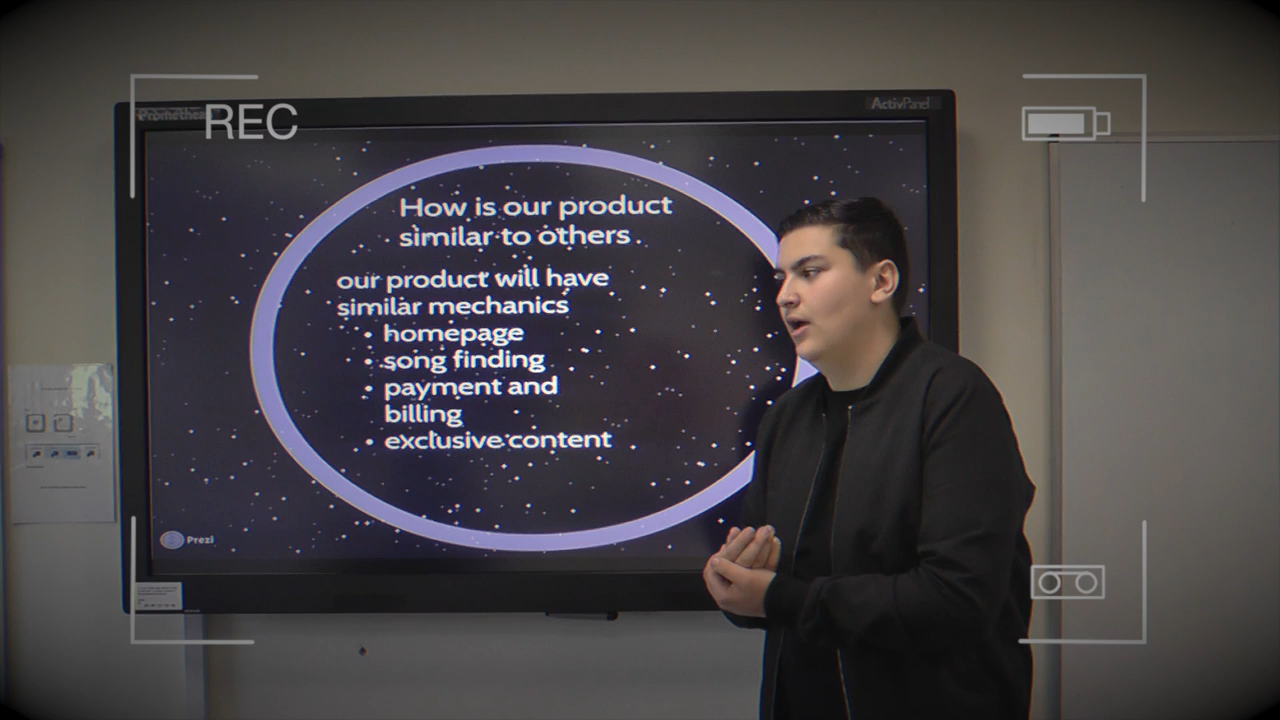 Promethean
ActivPanel
REC
How is our product
similar to others
our product will have
similar mechanics
• homepage
• song finding
• payment and
billing
• exclusive content
Prezi